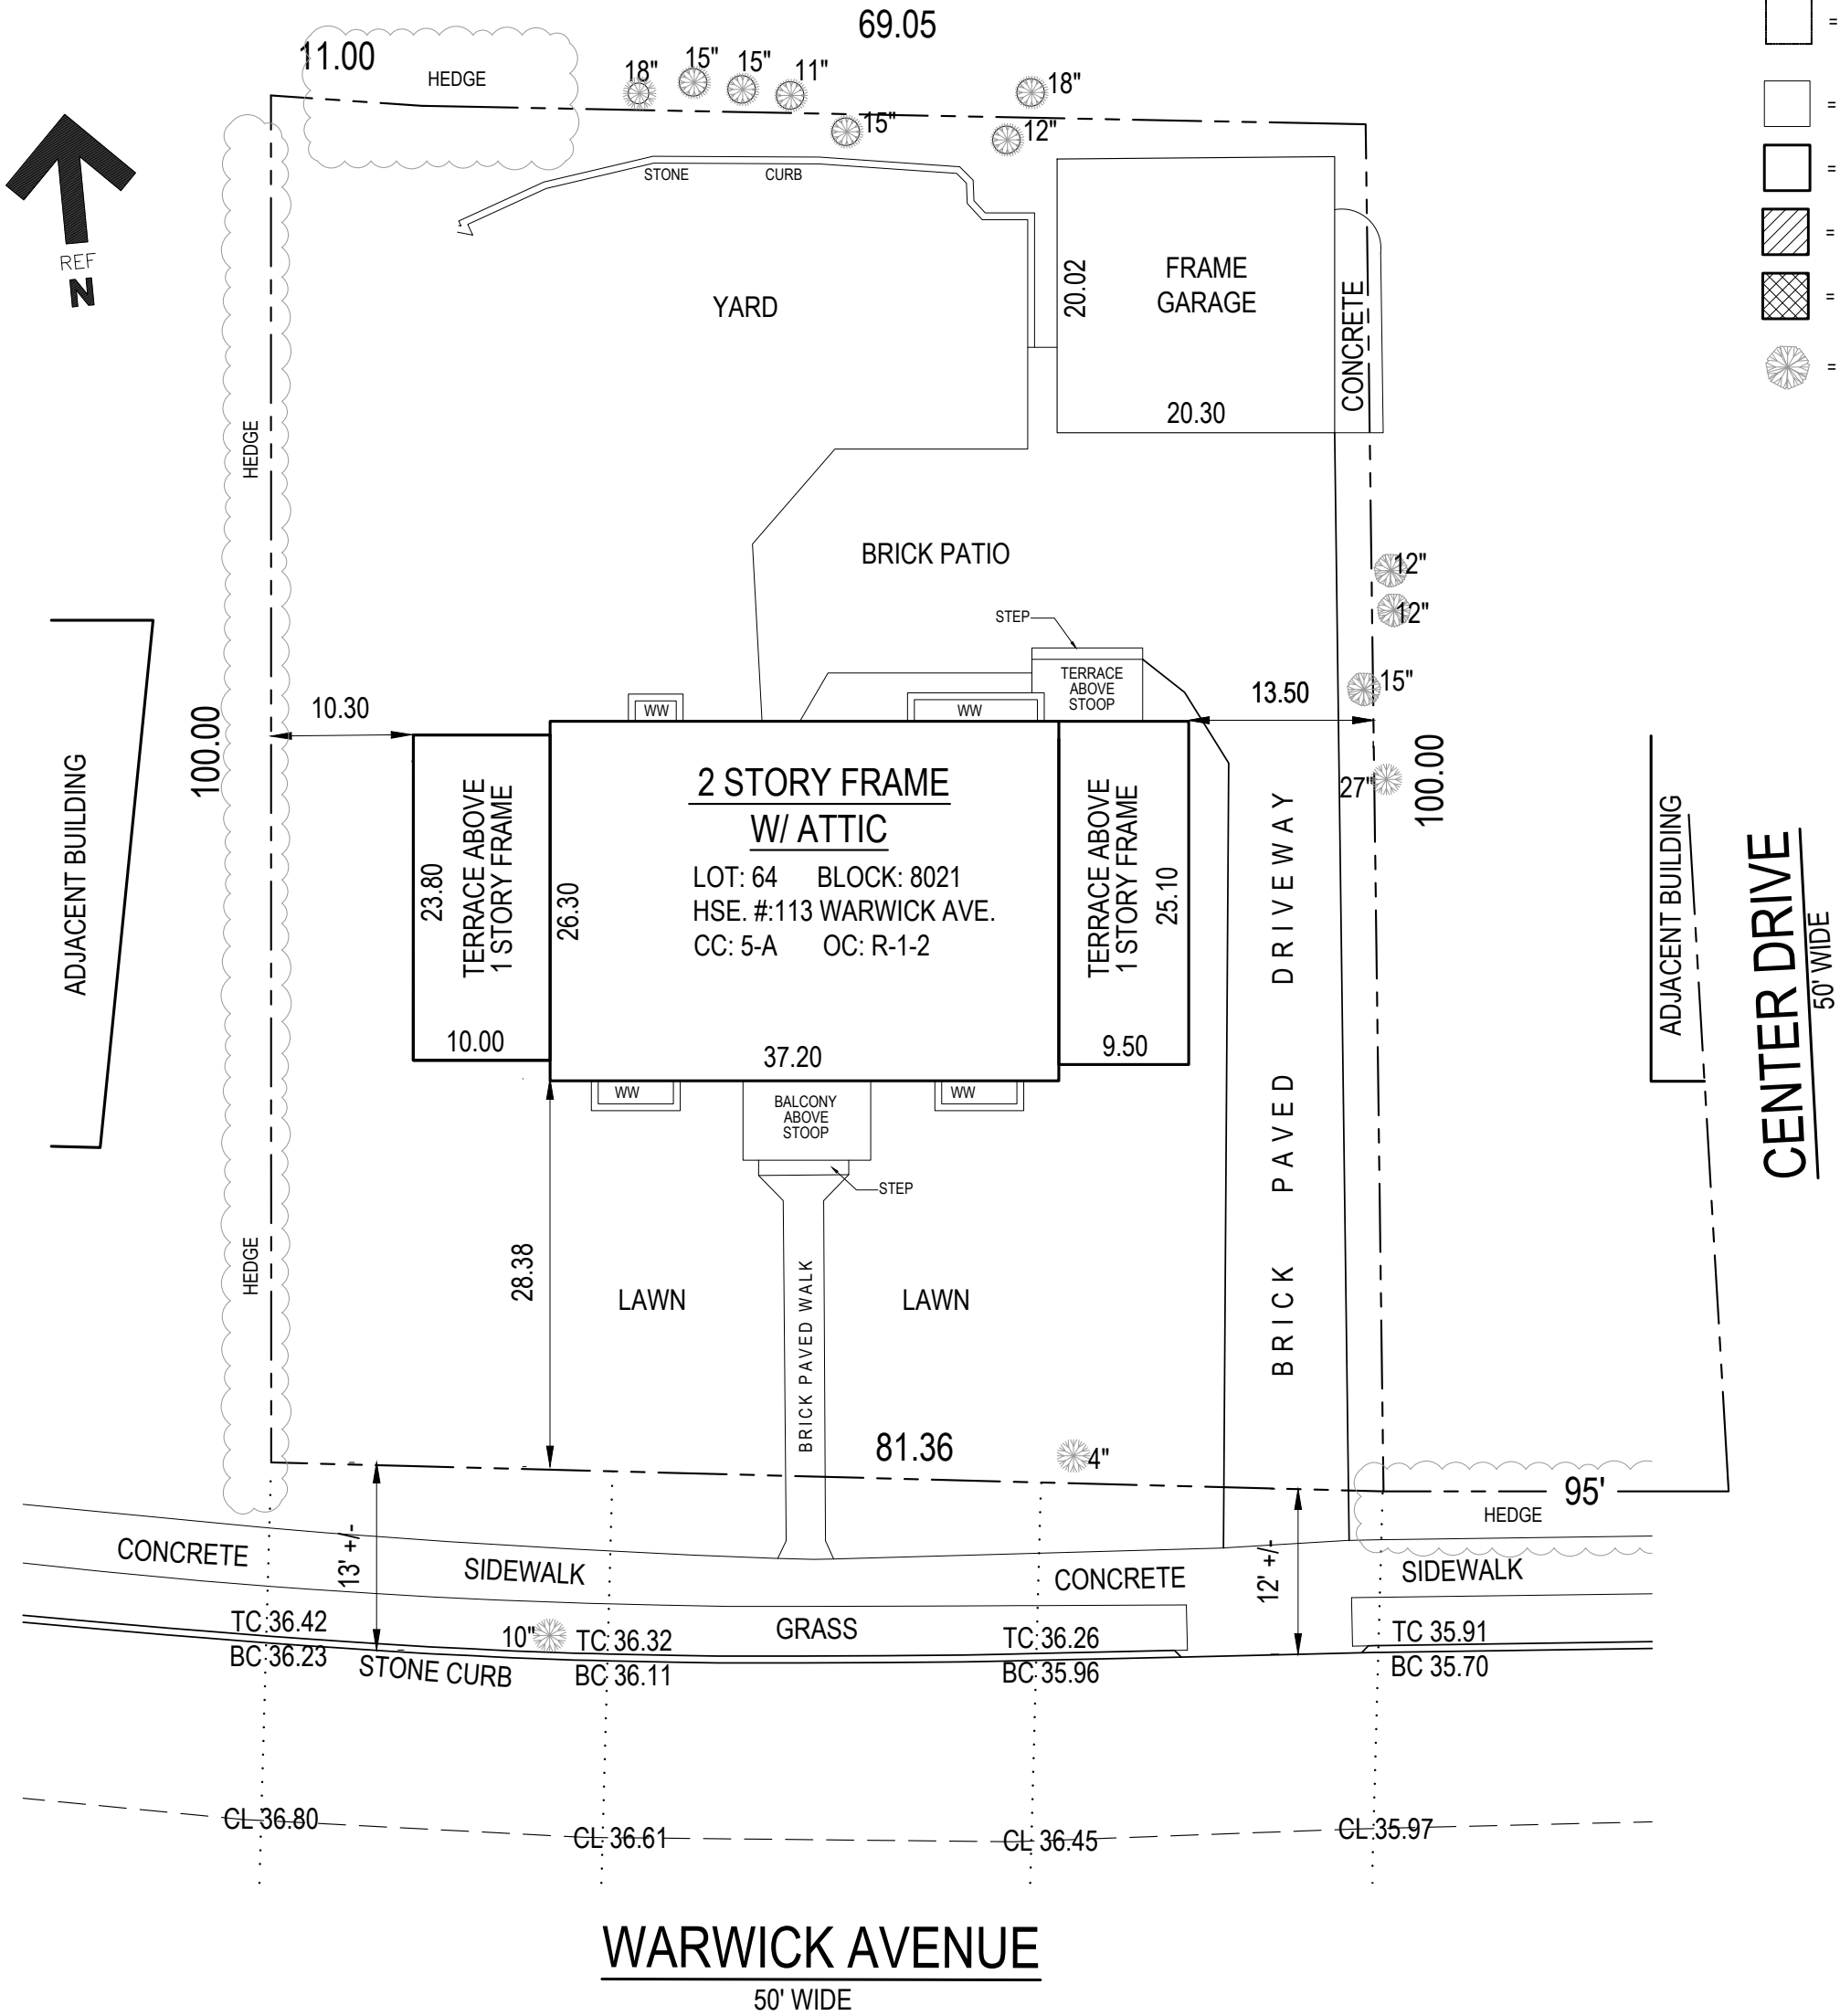 69.05
11.00
HEDGE
18"
15"
15"
11"
18"
15"
12"
=
=
=
=
=
=
REF
N
STONE CURB
YARD
20.02
FRAME
GARAGE
20.30
CONCRETE
HEDGE
BRICK PATIO
STEP
TERRACE
ABOVE
STOOP
12"
12"
15"
27"
13.50
10.30
100.00
100.00
WW
WW
ADJACENT BUILDING
ADJACENT BUILDING
CENTER DRIVE
50' WIDE
23.80
TERRACE ABOVE
1 STORY FRAME
10.00
26.30
2 STORY FRAME
W/ ATTIC
LOT: 64 BLOCK: 8021
HSE. #:113 WARWICK AVE.
CC: 5-A OC: R-1-2
37.20
TERRACE ABOVE
1 STORY FRAME
25.10
9.50
BRICK PAVED DRIVEWAY
WW
WW
BALCONY
ABOVE
STOOP
STEP
HEDGE
28.38
LAWN
BRICK PAVED WALK
LAWN
81.36
4"
95'
HEDGE
CONCRETE SIDEWALK
13' +/-
CONCRETE SIDEWALK
12' +/-
GRASS
10"
TC 36.42
BC 36.23
STONE CURB
TC 36.32
BC 36.11
TC 36.26
BC 35.96
TC 35.91
BC 35.70
CL 36.80
CL 36.61
CL 36.45
CL 35.97
WARWICK AVENUE
50' WIDE